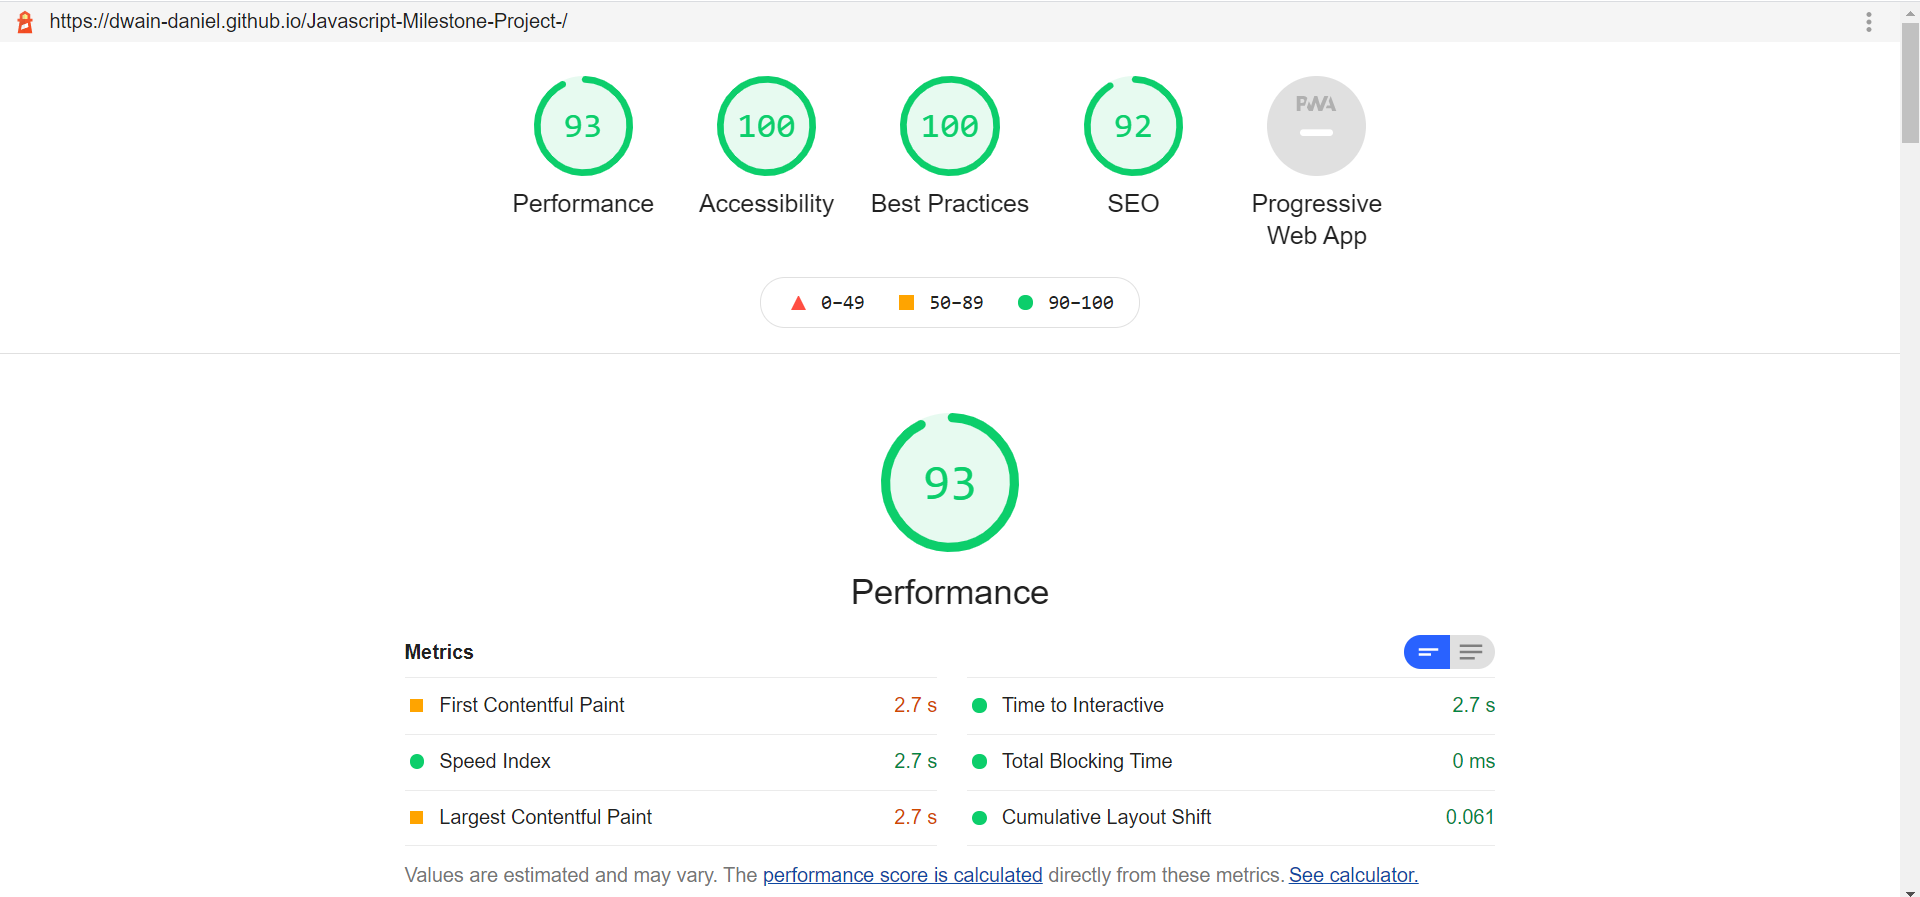 https://dwain-daniel.github.io/Javascript-Milestone-Project-/
93
100
100
92
PWA
Performance
Accessibility
Best Practices
SEO
Progressive
Web App
0–49
50–89
90–100
93
Performance
Metrics
First Contentful Paint 2.7 s
Time to Interactive 2.7 s
Speed Index 2.7 s
Total Blocking Time 0 ms
Largest Contentful Paint 2.7 s
Cumulative Layout Shift 0.061
Values are estimated and may vary. The performance score is calculated directly from these metrics. See calculator.